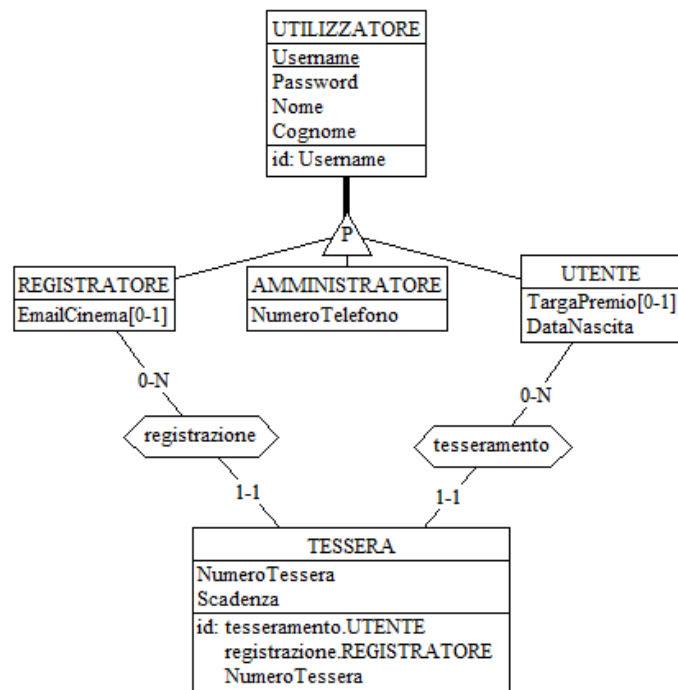 UTILIZZATORE
Username
Password
Nome
Cognome
id: Username
P
REGISTRATORE
EmailCinema[0-1]
AMMINISTRATORE
NumeroTelefono
UTENTE
TargaPremio[0-1]
DataNascita
0-N
0-N
registrazione
tesseramento
1-1
1-1
TESSERA
NumeroTessera
Scadenza
id: tesseramento.UTENTE
registrazione.REGISTRATORE
NumeroTessera